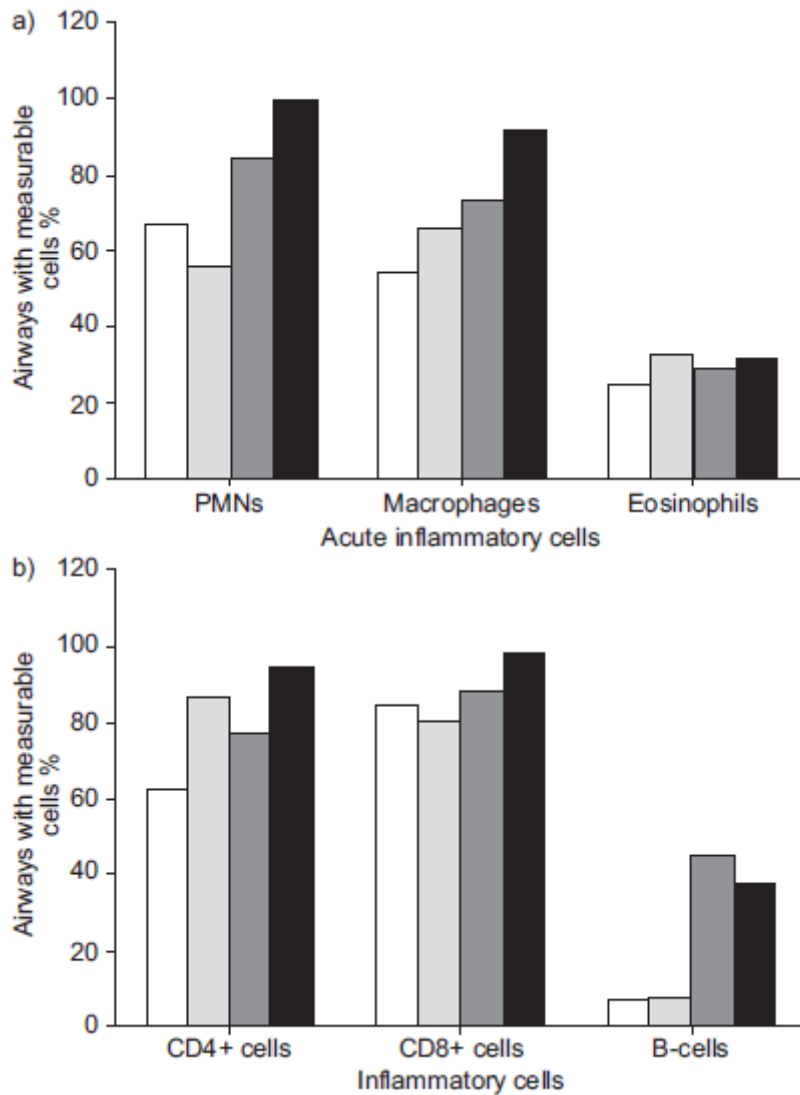 a)
120
100
80
60
40
20
0
Airways with measurable
cells %
PMNs Macrophages Eosinophils
Acute inflammatory cells
b)
120
100
80
60
40
20
0
Airways with measurable
cells %
CD4+ cells CD8+ cells B-cells
Inflammatory cells